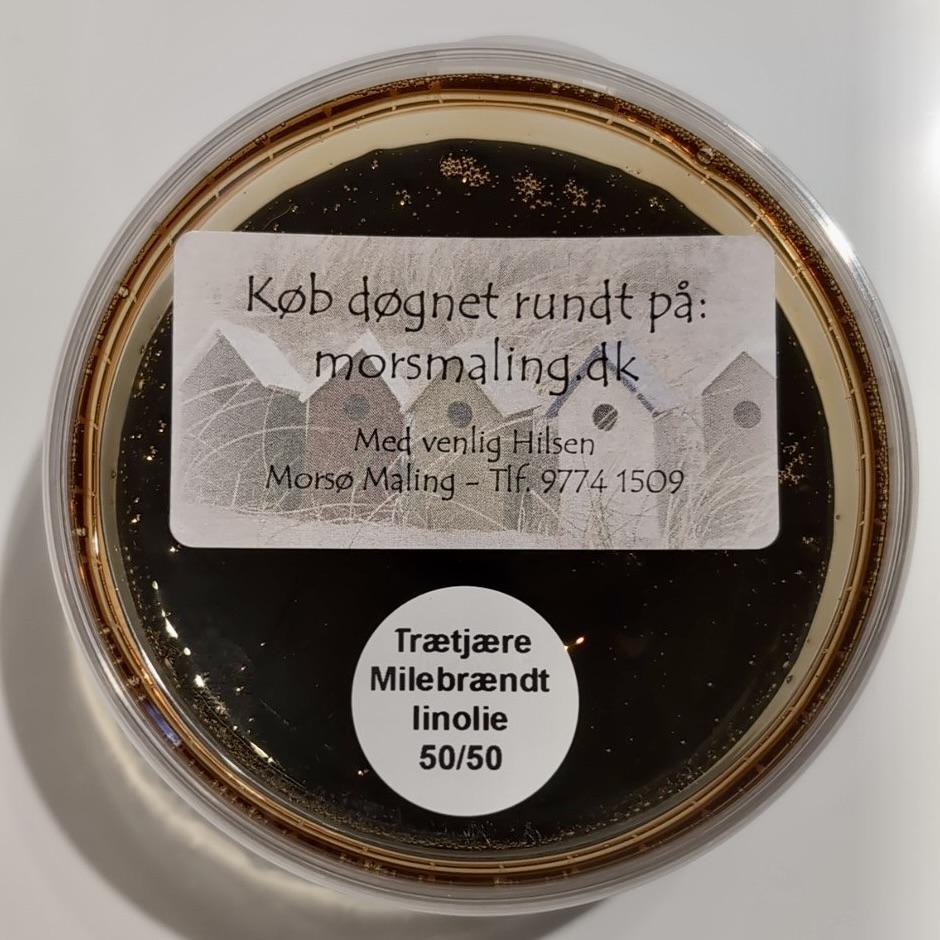 Køb døgnet rundt på:
morsmaling.dk
Med venlig Hilsen
Morsø Maling - Tlf. 9774 1509
Trætjære
Milebrændt
linolie
50/50